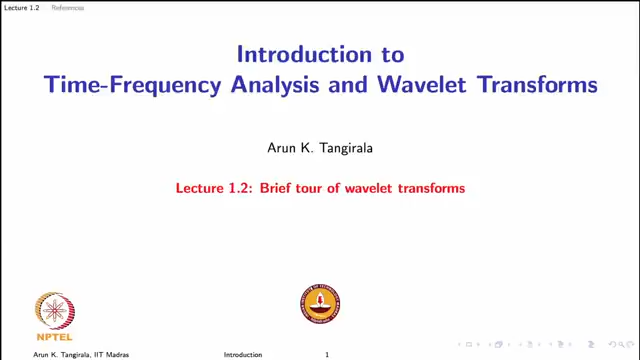 Lecture 1.2 References
Introduction to
Time-Frequency Analysis and Wavelet Transforms
Arun K. Tangirala
Lecture 1.2: Brief tour of wavelet transforms
NPTEL
Arun K. Tangirala, IIT Madras Introduction 1